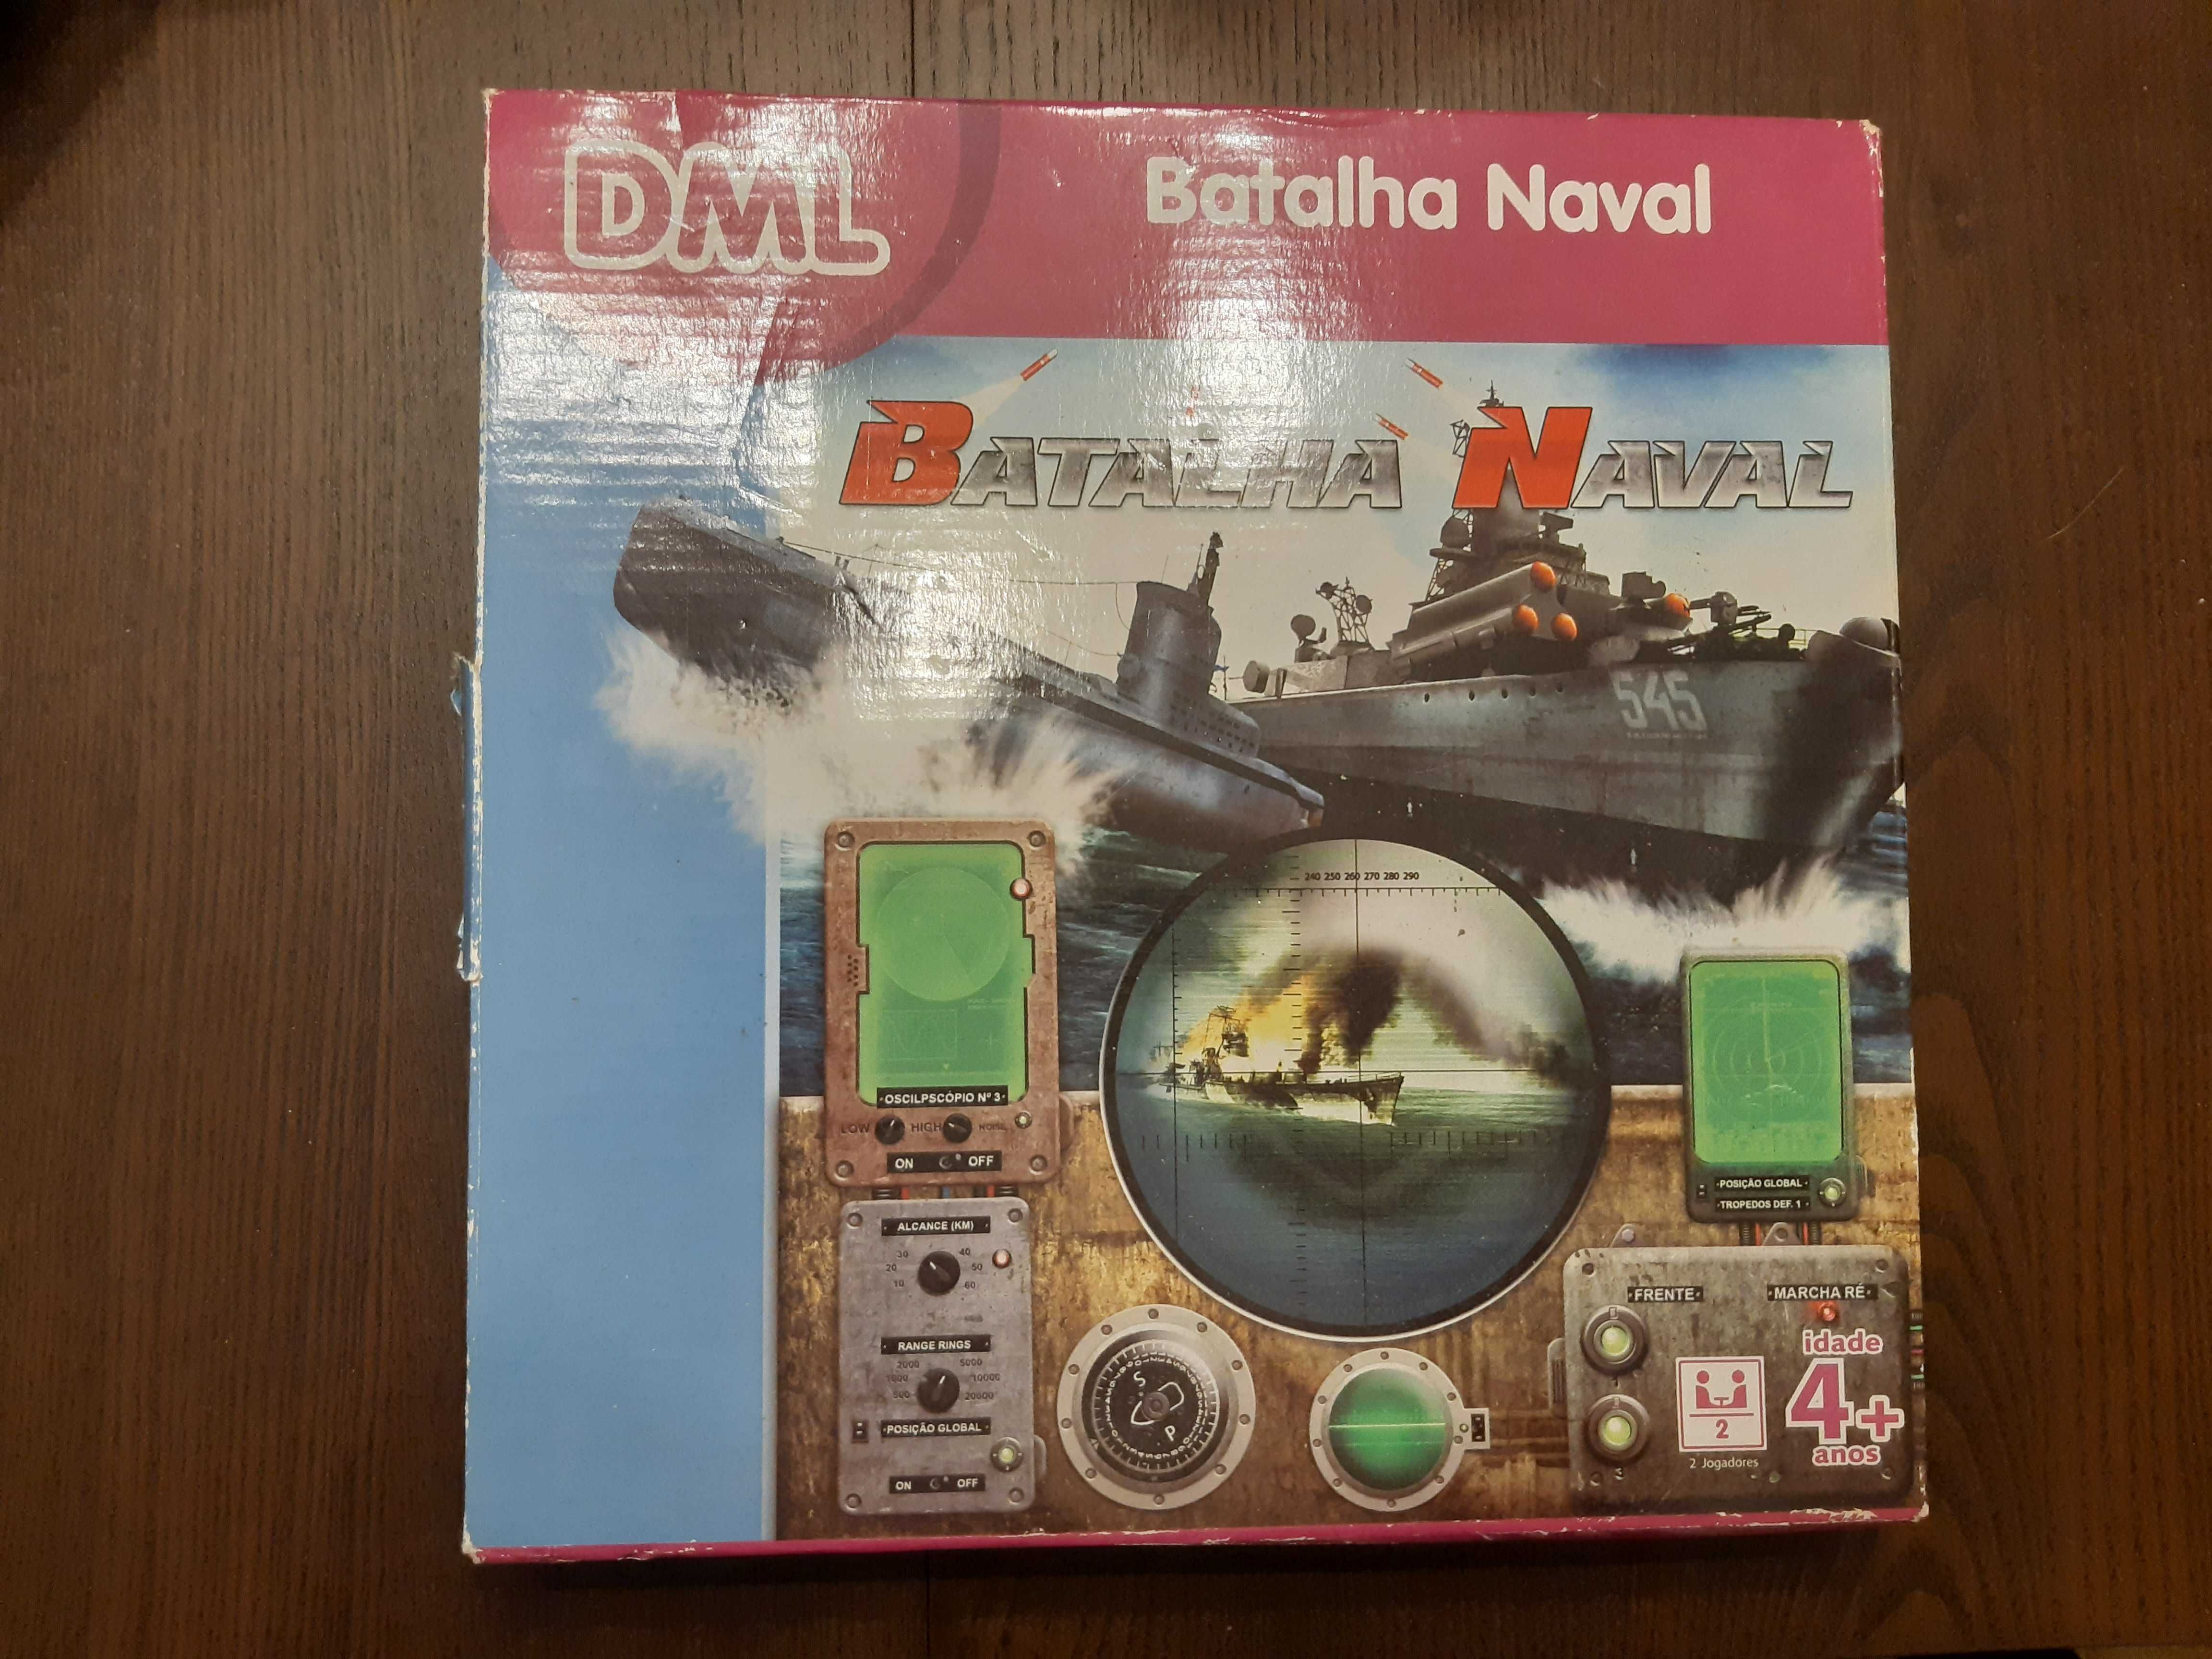 DML
Batalha Naval
BATALHA NAVAL
545
240 250 260 270 280 290
OSCILPSCÓPIO Nº 3
LOW HIGH
ON OFF
POSIÇÃO GLOBAL
TROPEDOS DEF. 1
ALCANCE (KM)
30 40
20 50
10 60
RANGE RINGS
2000 5000
10000
500 20000
POSIÇÃO GLOBAL
ON OFF
S
P
FRENTE MARCHA RÉ
idade
4+
anos
2
2 Jogadores